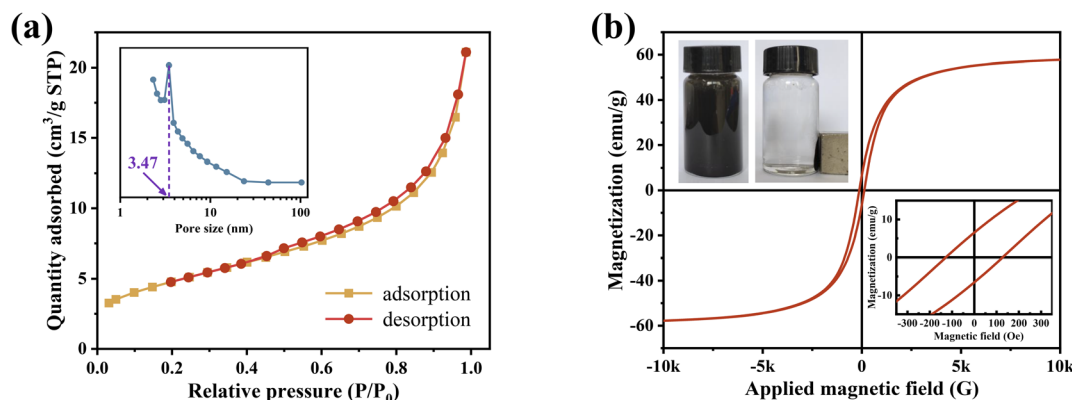 (a)
Quantity adsorbed (cm³/g STP)
20
15
10
5
0
0.0 0.2 0.4 0.6 0.8 1.0
Relative pressure (P/P₀)
3.47
1 10 100
Pore size (nm)
adsorption
desorption
(b)
Magnetization (emu/g)
60
40
20
0
-20
-40
-60
-10k -5k 0 5k 10k
Applied magnetic field (G)
Magnetization (emu/g)
10
0
-10
-300 -200 -100 0 100 200 300
Magnetic field (Oe)